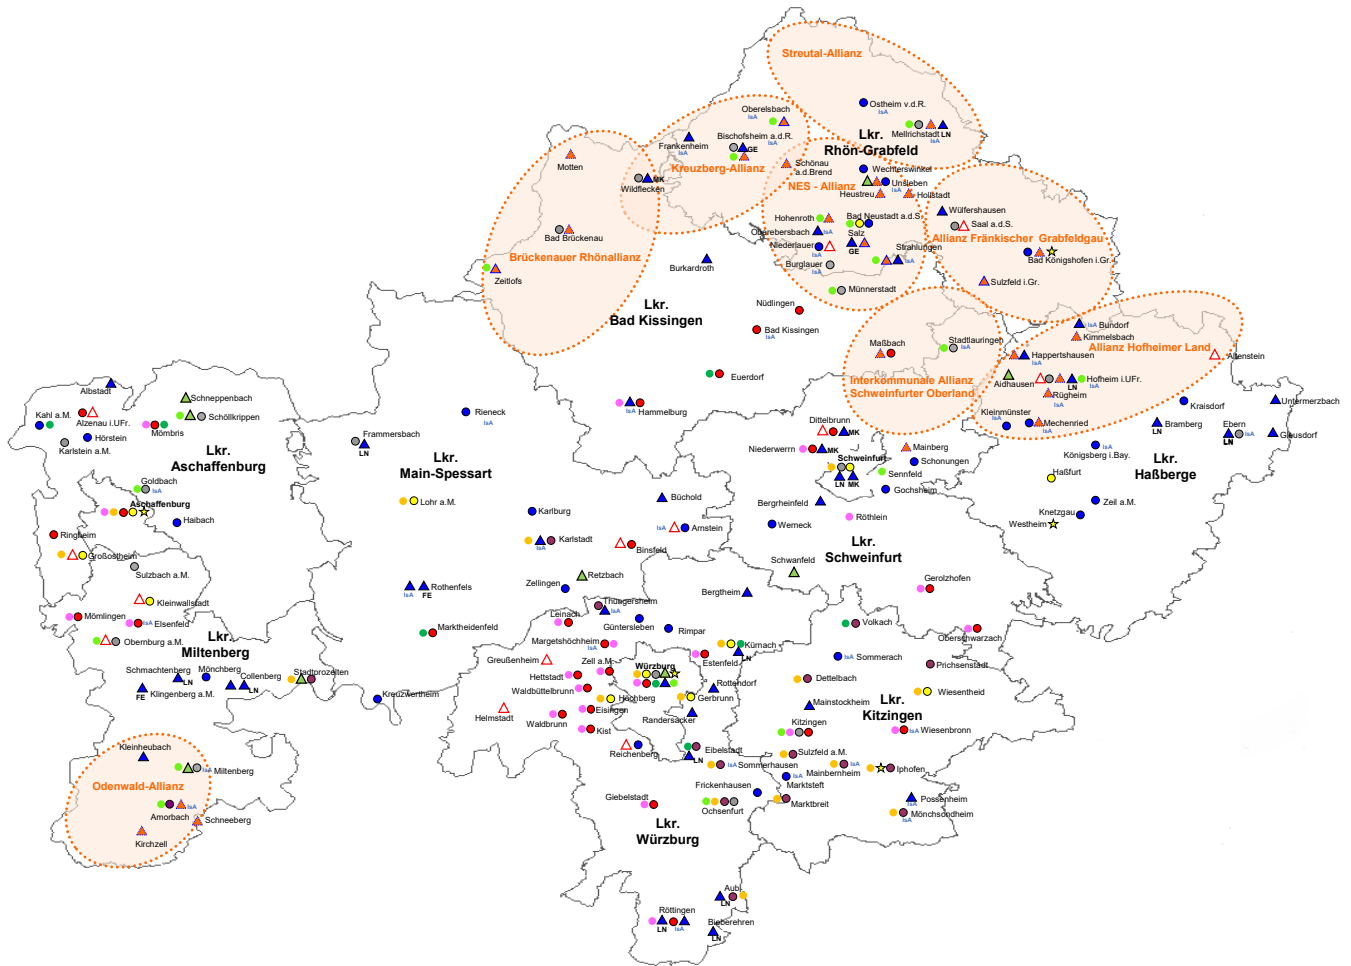 Streutal-Allianz
Ostheim v.d.R.
IsA
Mellrichstadt LN
IsA
Lkr.
Rhön-Grabfeld
Oberelsbach
IsA
Bischofsheim a.d.R.
GE
IsA
Frankenheim
IsA
Kreuzberg-Allianz
Schönau
a.d.Brend
Motten
MK
Wildflecken
Bad Brückenau
Brückenauer Rhönallianz
Zeitlofs
NES - Allianz
Wechterswinkel
Unsleben
IsA
Heustreu
Hollstadt
Hohenroth
Bad Neustadt a.d.S.
Oberebersbach
IsA
Salz
GE
Niederlauer
IsA
Strahlungen
IsA
Burglauer
IsA
Münnerstadt
Wülfershausen
Saal a.d.S.
Allianz Fränkischer Grabfeldgau
Bad Königshofen i.Gr.
IsA
Sulzfeld i.Gr.
Burkardroth
Lkr.
Bad Kissingen
Nüdlingen
Bad Kissingen
IsA
Euerdorf
Hammelburg
IsA
Maßbach
Stadtlauringen
IsA
Interkommunale Allianz
Schweinfurter Oberland
IsA Bundorf
Kimmelsbach
Allianz Hofheimer Land
Happertshausen
IsA
Altenstein
Aidhausen
Hofheim i.UFr.
LN
IsA
Rügheim
IsA
Kleinmünster
IsA
Mechenried
IsA
Untermerzbach
Kraisdorf
Bramberg
LN
Ebern
IsA
LN
Gleusdorf
Königsberg i.Bay.
IsA
Lkr.
Haßberge
Haßfurt
Zeil a.M.
Knetzgau
Westheim
Albstadt
Kahl a.M.
Alzenau i.UFr.
Hörstein
Karlstein a.M.
Schneppenbach
Schöllkrippen
Mömbris
Lkr.
Aschaffenburg
Goldbach
IsA
Aschaffenburg
Haibach
Ringheim
Großostheim
Sulzbach a.M.
Kleinwallstadt
Mömlingen
IsA Elsenfeld
Obernburg a.M.
Lkr.
Miltenberg
Schmachtenberg
LN
Mönchberg
Collenberg
LN
Klingenberg a.M.
FE
Stadtprozelten
Kleinheubach
IsA Miltenberg
Odenwald-Allianz
IsA
Amorbach
Schneeberg
Kirchzell
Rieneck
IsA
Frammersbach
LN
Lkr.
Main-Spessart
Lohr a.M.
Karlburg
Büchold
Karlstadt
IsA
IsA
Arnstein
Binsfeld
Retzbach
Zellingen
Rothenfels
IsA
FE
Marktheidenfeld
Kreuzwertheim
Dittelbrunn
MK
Niederwerrn
MK
Schweinfurt
LN
MK
Mainberg
Schonungen
Sennfeld
Gochsheim
Bergrheinfeld
Röthlein
Werneck
Lkr.
Schweinfurt
Schwanfeld
Gerolzhofen
Oberschwarzach
Thüngersheim
IsA
Bergtheim
Leinach
Güntersleben
Rimpar
Margetshöchheim
IsA
Greußenheim
Estenfeld
Kürnach
LN
Zell a.M.
Würzburg
Hettstadt
Waldbüttelbrunn
Rottendorf
Höchberg
Gerbrunn
Helmstadt
Eisingen
Waldbrunn
Randersacker
Kist
Reichenberg
Eibelstadt
LN
IsA
Sommerhausen
Frickenhausen
Giebelstadt
Ochsenfurt
Lkr.
Würzburg
Aub
LN
Röttingen
LN
IsA
Bieberehren
LN
Volkach
IsA Sommerach
Prichsenstadt
Dettelbach
Wiesentheid
Mainstockheim
Lkr.
Kitzingen
Kitzingen
IsA Wiesenbronn
Sulzfeld a.M.
Mainbernheim
IsA
Iphofen
IsA
Marktsteft
Marktbreit
Possenheim
IsA
Mönchsondheim
IsA